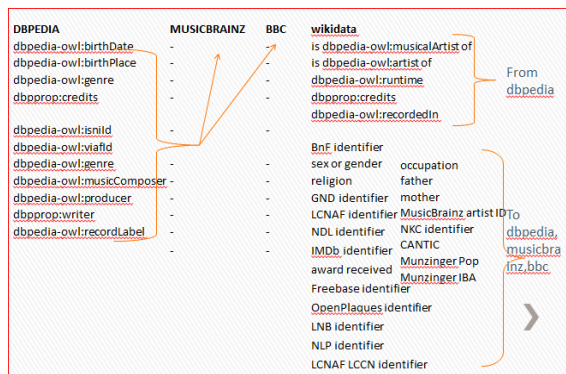 DBPEDIA MUSICBRAINZ BBC wikidata
dbpedia-owl:birthDate - - is dbpedia-owl:musicalArtist of
dbpedia-owl:birthPlace - - is dbpedia-owl:artist of
dbpedia-owl:genre - - dbpedia-owl:runtime
dbpprop:credits - - dbpprop:credits
dbpedia-owl:recordedIn
From
dbpedia
dbpedia-owl:isniId - -
dbpedia-owl:viafId - - BnF identifier
dbpedia-owl:genre - - sex or gender occupation
dbpedia-owl:musicComposer - - religion father
dbpedia-owl:producer - - GND identifier mother
dbpprop:writer - - LCNAF identifier MusicBrainz artist ID
dbpedia-owl:recordLabel - - NDL identifier NKC identifier
- - IMDb identifier CANTIC
award received Munzinger Pop
Munzinger IBA
Freebase identifier
OpenPlaques identifier
LNB identifier
NLP identifier
LCNAF LCCN identifier
To
dbpedia,
musicbra
inz,bbc